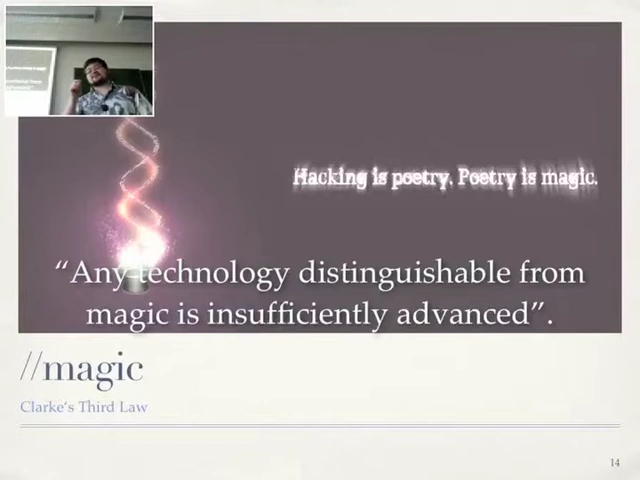 Hacking is poetry. Poetry is magic.
“Any technology distinguishable from
magic is insufficiently advanced”.
//magic
Clarke‘s Third Law
14